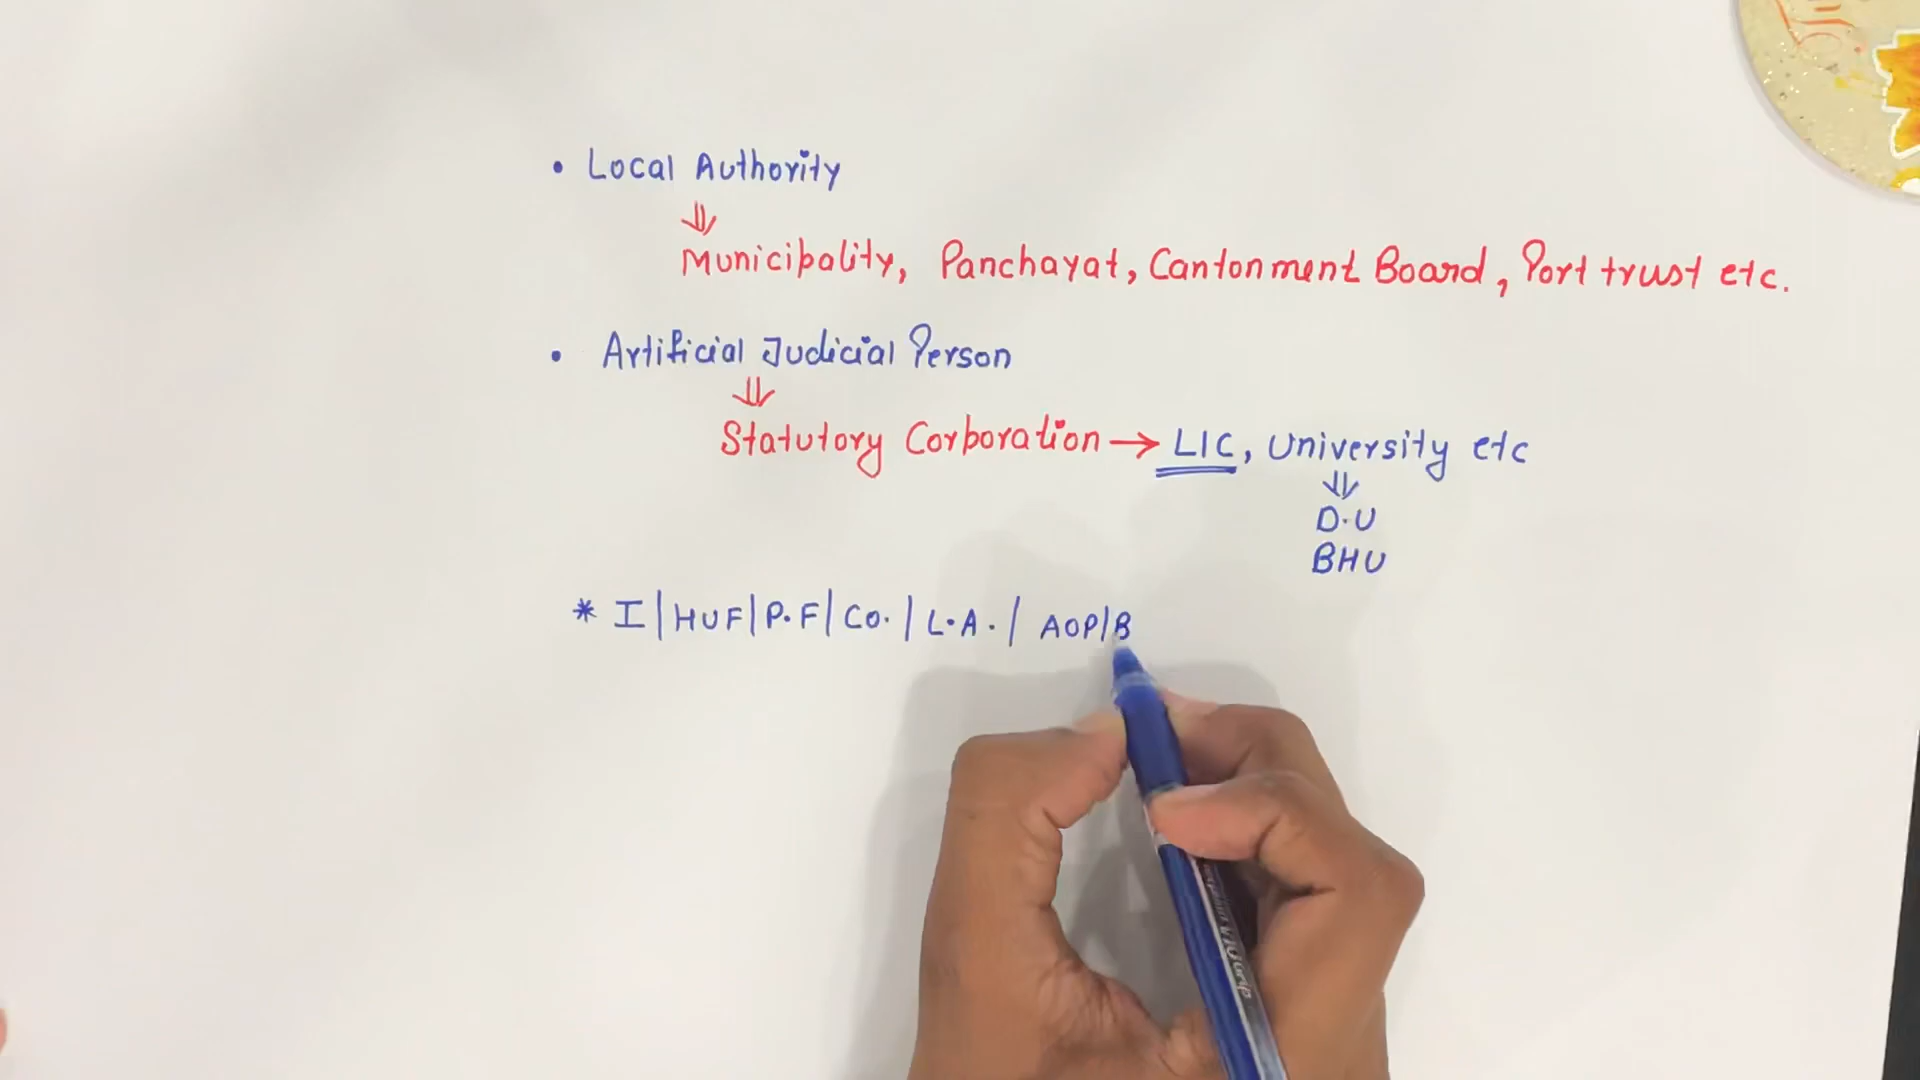 • Local Authority
⇓
Municipality, Panchayat, Cantonment Board, Port trust etc.
• Artificial Judicial Person
⇓
Statutory Corporation → LIC, University etc
⇓
D.U
BHU
* I | HUF | P.F | Co. | L.A. | AOP | B